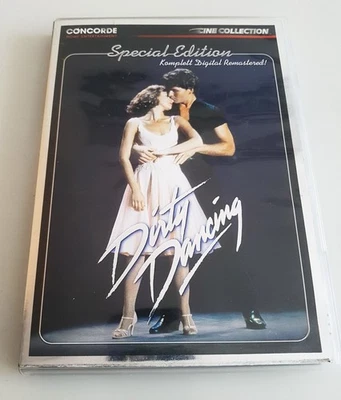 CONCORDE
CINE COLLECTION
Special Edition
Komplett Digital Remastered!
Dirty
Dancing